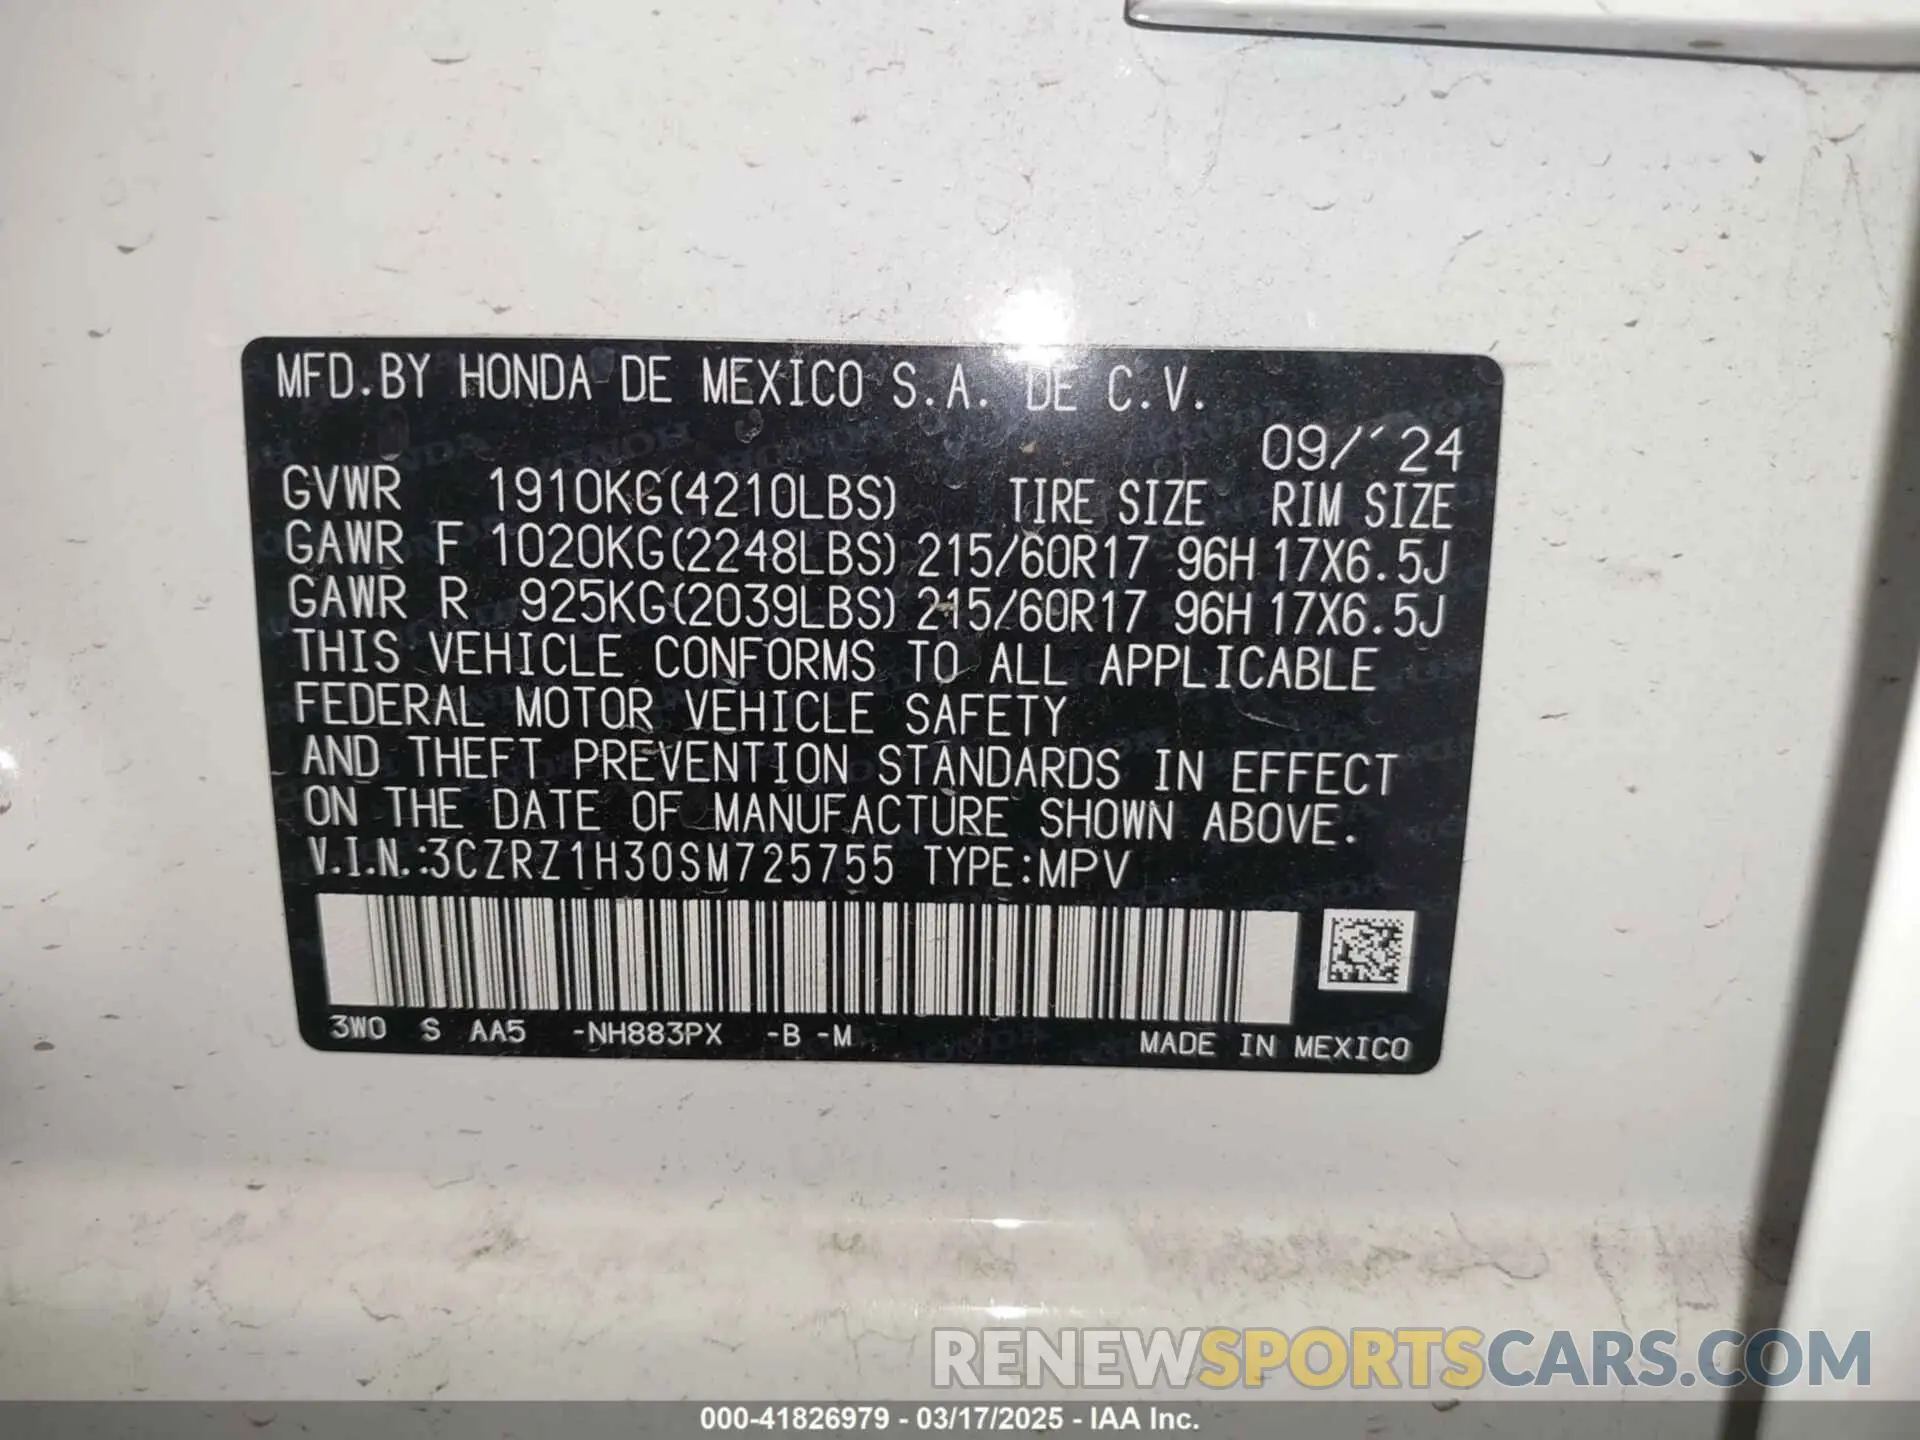 MFD.BY HONDA DE MEXICO S.A. DE C.V.
09/´24
GVWR 1910KG(4210LBS) TIRE SIZE RIM SIZE
GAWR F 1020KG(2248LBS) 215/60R17 96H 17X6.5J
GAWR R 925KG(2039LBS) 215/60R17 96H 17X6.5J
THIS VEHICLE CONFORMS TO ALL APPLICABLE
FEDERAL MOTOR VEHICLE SAFETY
AND THEFT PREVENTION STANDARDS IN EFFECT
ON THE DATE OF MANUFACTURE SHOWN ABOVE.
V.I.N.:3CZRZ1H30SM725755 TYPE:MPV
3W0 S AA5 -NH883PX -B -M MADE IN MEXICO
RENEWSPORTSCARS.COM
000-41826979 - 03/17/2025 - IAA Inc.